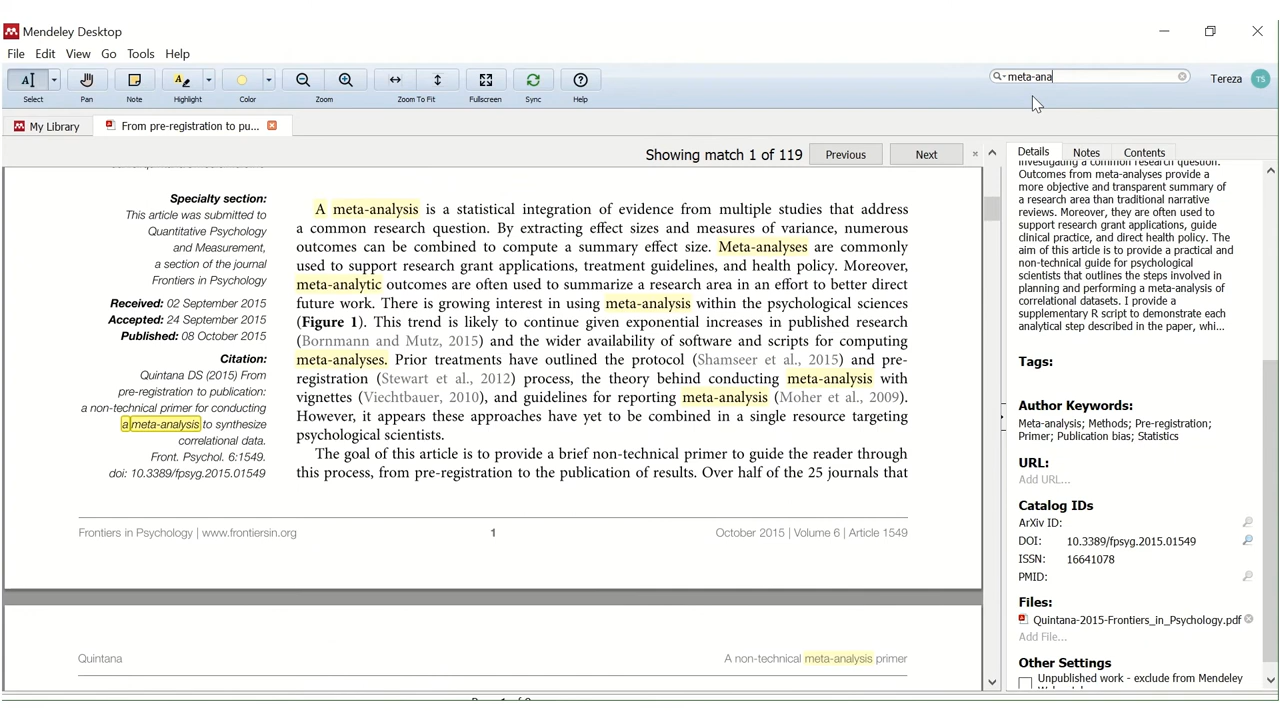 Mendeley Desktop
File Edit View Go Tools Help
Select Pan Note Highlight Color Zoom Zoom To Fit Fullscreen Sync Help
meta-ana
Tereza TS
My Library
From pre-registration to pu...
Showing match 1 of 119 Previous Next
Specialty section:
This article was submitted to
Quantitative Psychology
and Measurement,
a section of the journal
Frontiers in Psychology
Received: 02 September 2015
Accepted: 24 September 2015
Published: 08 October 2015
Citation:
Quintana DS (2015) From
pre-registration to publication:
a non-technical primer for conducting
a meta-analysis to synthesize
correlational data.
Front. Psychol. 6:1549.
doi: 10.3389/fpsyg.2015.01549
A meta-analysis is a statistical integration of evidence from multiple studies that address
a common research question. By extracting effect sizes and measures of variance, numerous
outcomes can be combined to compute a summary effect size. Meta-analyses are commonly
used to support research grant applications, treatment guidelines, and health policy. Moreover,
meta-analytic outcomes are often used to summarize a research area in an effort to better direct
future work. There is growing interest in using meta-analysis within the psychological sciences
(Figure 1). This trend is likely to continue given exponential increases in published research
(Bornmann and Mutz, 2015) and the wider availability of software and scripts for computing
meta-analyses. Prior treatments have outlined the protocol (Shamseer et al., 2015) and pre-
registration (Stewart et al., 2012) process, the theory behind conducting meta-analysis with
vignettes (Viechtbauer, 2010), and guidelines for reporting meta-analysis (Moher et al., 2009).
However, it appears these approaches have yet to be combined in a single resource targeting
psychological scientists.
The goal of this article is to provide a brief non-technical primer to guide the reader through
this process, from pre-registration to the publication of results. Over half of the 25 journals that
Frontiers in Psychology | www.frontiersin.org
1
October 2015 | Volume 6 | Article 1549
Quintana
A non-technical meta-analysis primer
Details Notes Contents
investigating a common research question.
Outcomes from meta-analyses provide a
more objective and transparent summary of
a research area than traditional narrative
reviews. Moreover, they are often used to
support research grant applications, guide
clinical practice, and direct health policy. The
aim of this article is to provide a practical and
non-technical guide for psychological
scientists that outlines the steps involved in
planning and performing a meta-analysis of
correlational datasets. I provide a
supplementary R script to demonstrate each
analytical step described in the paper, whi...
Tags:
Author Keywords:
Meta-analysis; Methods; Pre-registration;
Primer; Publication bias; Statistics
URL:
Add URL...
Catalog IDs
ArXiv ID:
DOI: 10.3389/fpsyg.2015.01549
ISSN: 16641078
PMID:
Files:
Quintana-2015-Frontiers_in_Psychology.pdf
Add File...
Other Settings
Unpublished work - exclude from Mendeley